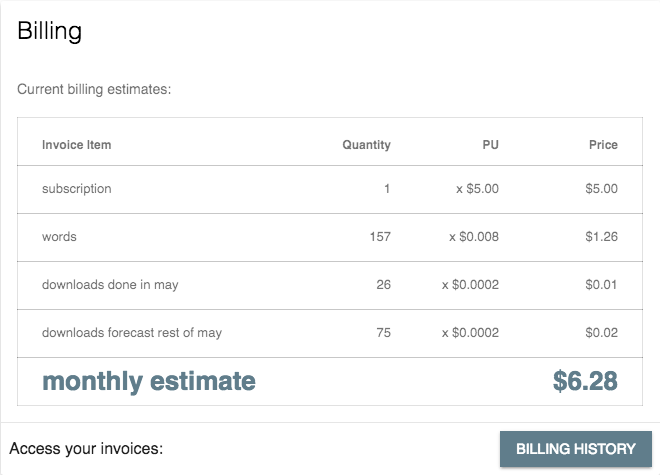 Billing
Current billing estimates:
Invoice Item Quantity PU Price
subscription 1 x $5.00 $5.00
words 157 x $0.008 $1.26
downloads done in may 26 x $0.0002 $0.01
downloads forecast rest of may 75 x $0.0002 $0.02
monthly estimate $6.28
Access your invoices: BILLING HISTORY